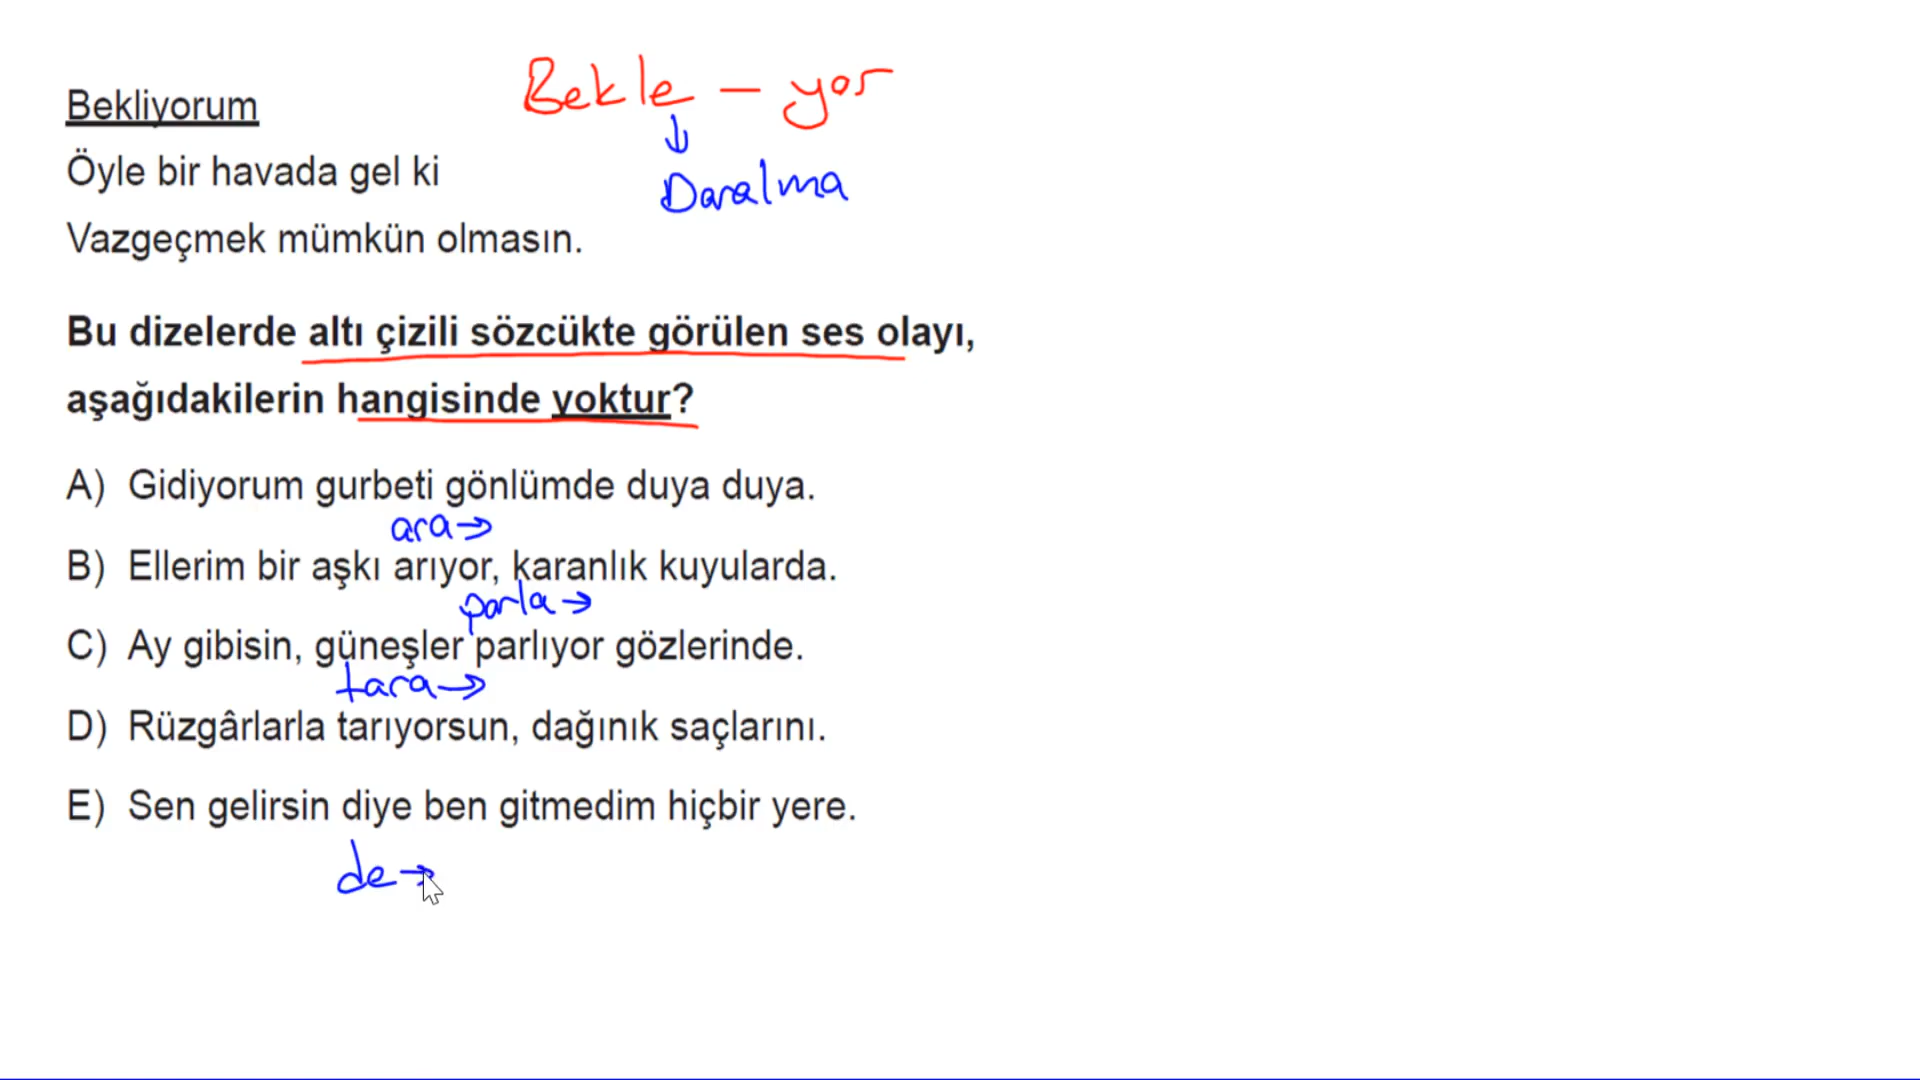 Bekliyorum
Bekle - yor
Öyle bir havada gel ki
Daralma
Vazgeçmek mümkün olmasın.
Bu dizelerde altı çizili sözcükte görülen ses olayı,
aşağıdakilerin hangisinde yoktur?
A) Gidiyorum gurbeti gönlümde duya duya.
ara→
B) Ellerim bir aşkı arıyor, karanlık kuyularda.
parla→
C) Ay gibisin, güneşler parlıyor gözlerinde.
tara→
D) Rüzgârlarla tarıyorsun, dağınık saçlarını.
E) Sen gelirsin diye ben gitmedim hiçbir yere.
de→